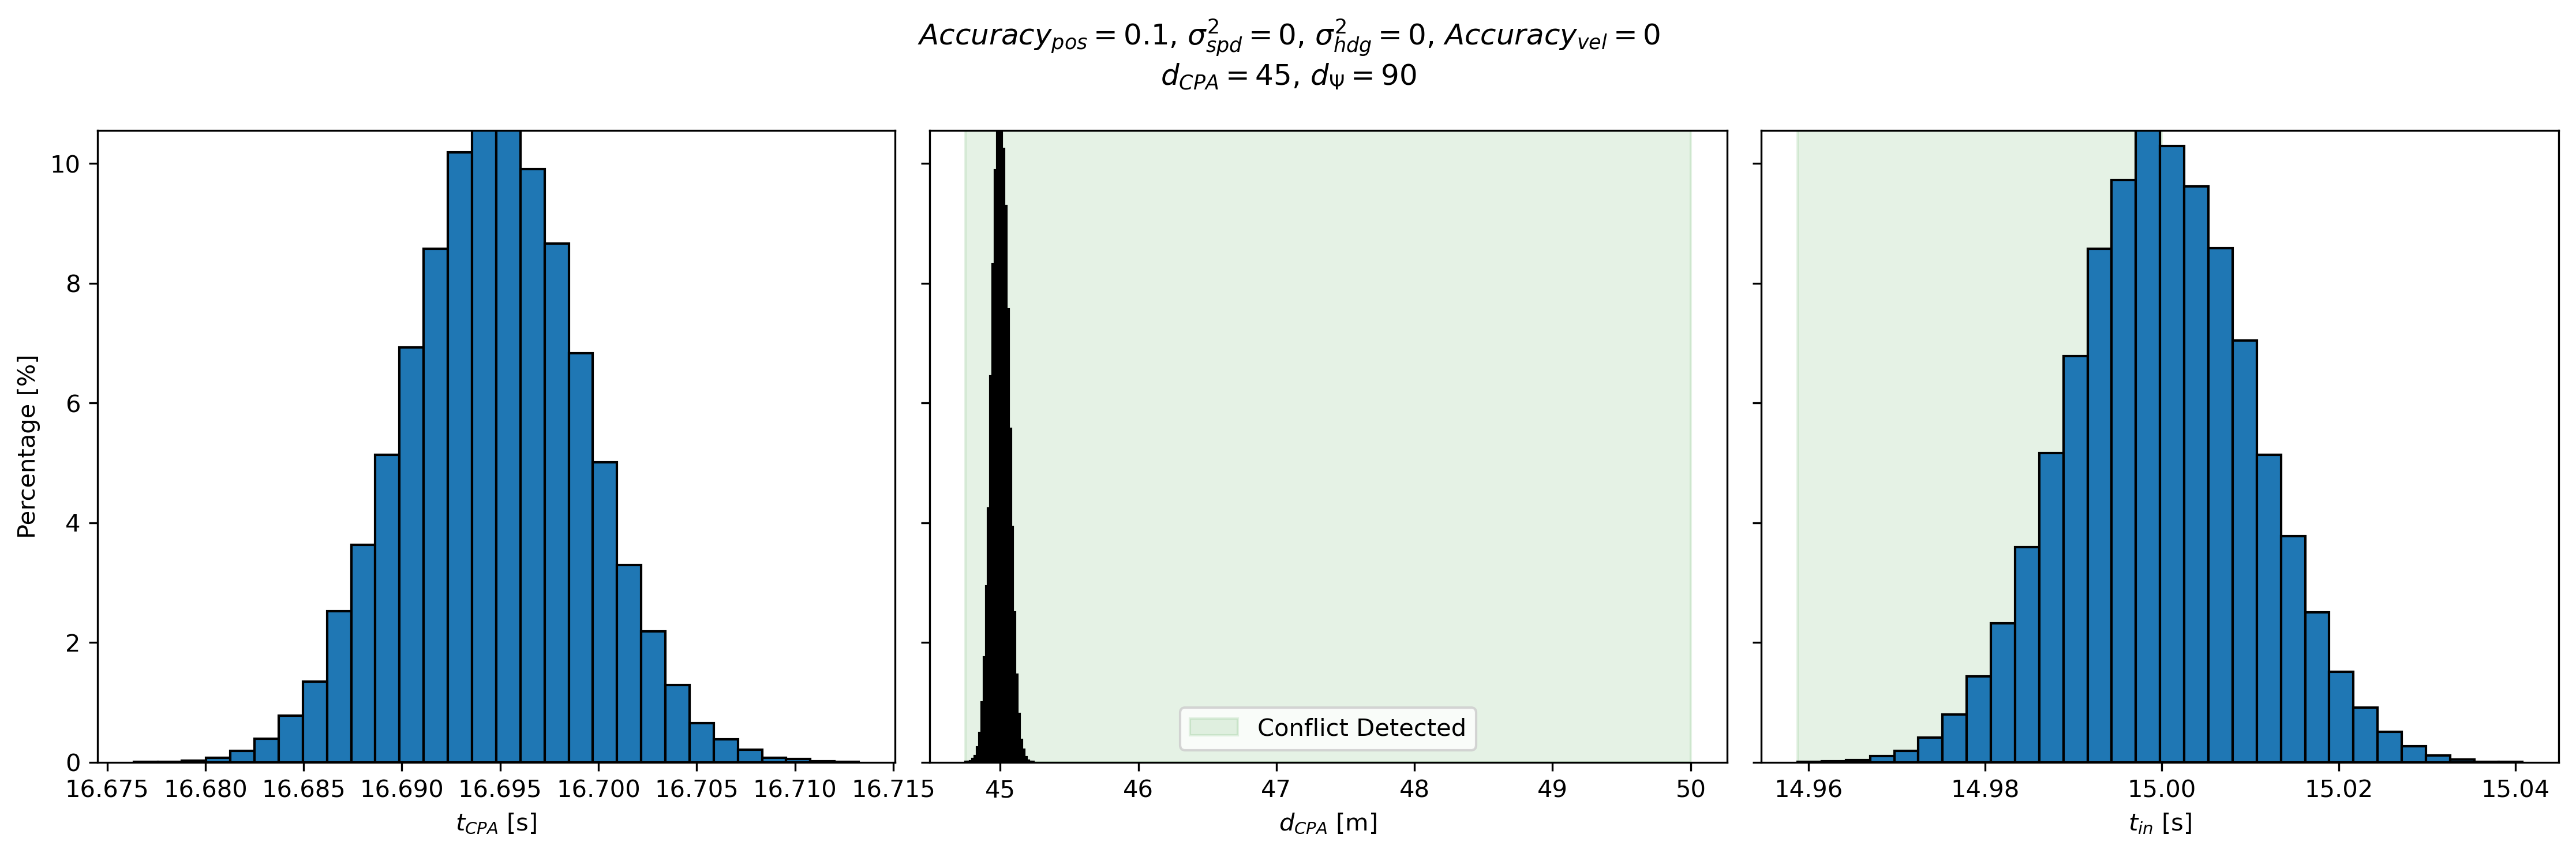 Accuracy_pos = 0.1, σ²_spd = 0, σ²_hdg = 0, Accuracy_vel = 0
d_CPA = 45, d_Ψ = 90
Percentage [%]
10
8
6
4
2
0
16.675 16.680 16.685 16.690 16.695 16.700 16.705 16.710 16.715
t_CPA [s]
Conflict Detected
45 46 47 48 49 50
d_CPA [m]
14.96 14.98 15.00 15.02 15.04
t_in [s]